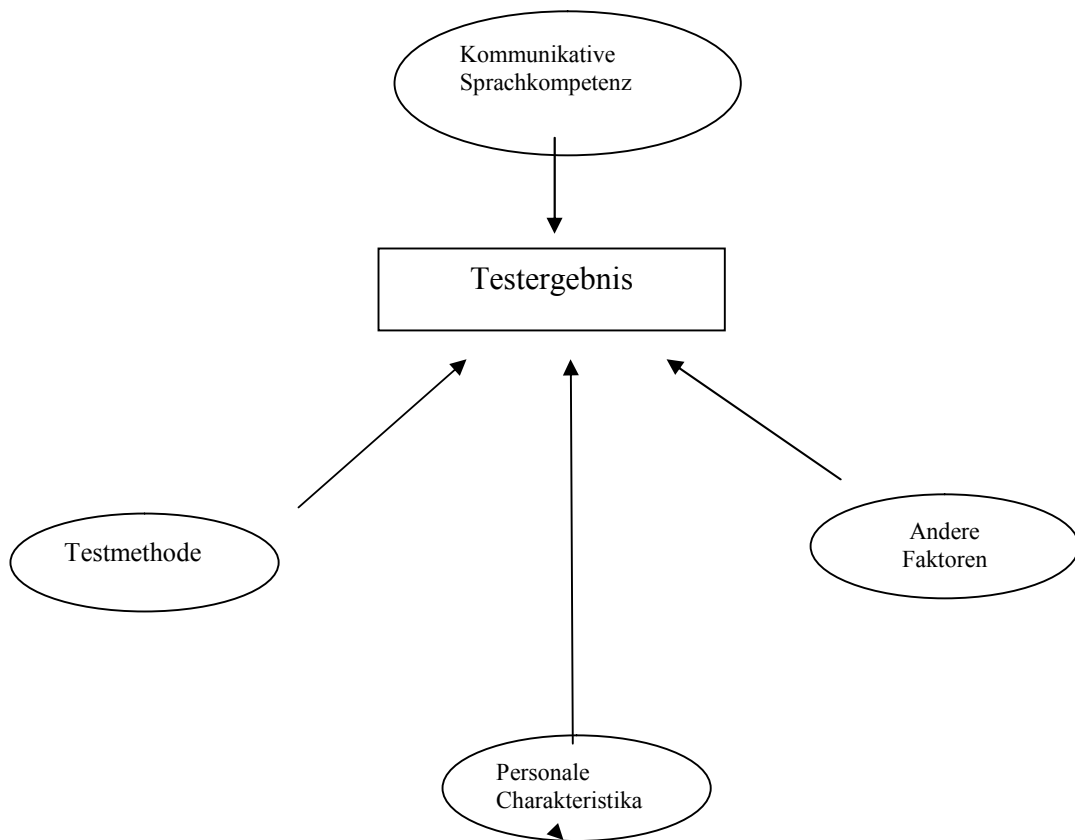 Kommunikative
Sprachkompetenz
Testergebnis
Testmethode
Andere
Faktoren
Personale
Charakteristika